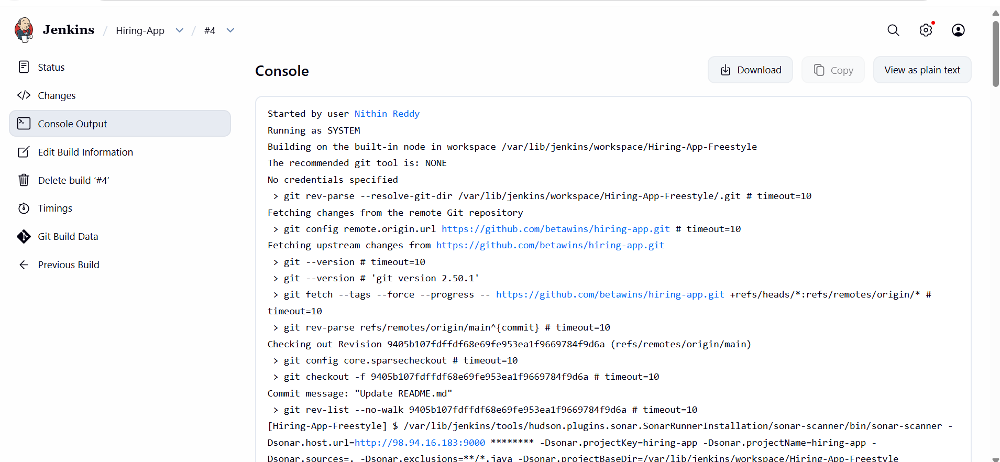 Jenkins / Hiring-App / #4
Status
Changes
Console Output
Edit Build Information
Delete build ‘#4’
Timings
Git Build Data
Previous Build
Console
Download
Copy
View as plain text
Started by user Nithin Reddy
Running as SYSTEM
Building on the built-in node in workspace /var/lib/jenkins/workspace/Hiring-App-Freestyle
The recommended git tool is: NONE
No credentials specified
 > git rev-parse --resolve-git-dir /var/lib/jenkins/workspace/Hiring-App-Freestyle/.git # timeout=10
Fetching changes from the remote Git repository
 > git config remote.origin.url https://github.com/betawins/hiring-app.git # timeout=10
Fetching upstream changes from https://github.com/betawins/hiring-app.git
 > git --version # timeout=10
 > git --version # 'git version 2.50.1'
 > git fetch --tags --force --progress -- https://github.com/betawins/hiring-app.git +refs/heads/*:refs/remotes/origin/* #
timeout=10
 > git rev-parse refs/remotes/origin/main^{commit} # timeout=10
Checking out Revision 9405b107fdffdf68e69fe953ea1f9669784f9d6a (refs/remotes/origin/main)
 > git config core.sparsecheckout # timeout=10
 > git checkout -f 9405b107fdffdf68e69fe953ea1f9669784f9d6a # timeout=10
Commit message: "Update README.md"
 > git rev-list --no-walk 9405b107fdffdf68e69fe953ea1f9669784f9d6a # timeout=10
[Hiring-App-Freestyle] $ /var/lib/jenkins/tools/hudson.plugins.sonar.SonarRunnerInstallation/sonar-scanner/bin/sonar-scanner -
Dsonar.host.url=http://98.94.16.183:9000 ******** -Dsonar.projectKey=hiring-app -Dsonar.projectName=hiring-app -
Dsonar.sources=. -Dsonar.exclusions=**/*.java -Dsonar.projectBaseDir=/var/lib/jenkins/workspace/Hiring-App-Freestyle